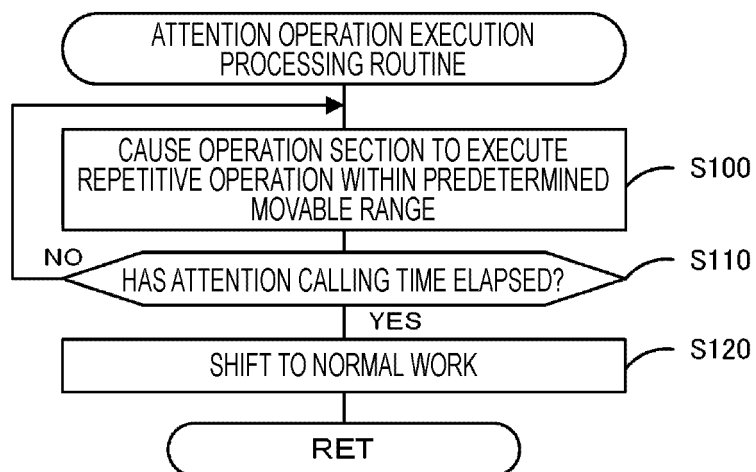 ATTENTION OPERATION EXECUTION
PROCESSING ROUTINE
CAUSE OPERATION SECTION TO EXECUTE
REPETITIVE OPERATION WITHIN PREDETERMINED
MOVABLE RANGE
S100
NO
HAS ATTENTION CALLING TIME ELAPSED?
S110
YES
SHIFT TO NORMAL WORK
S120
RET